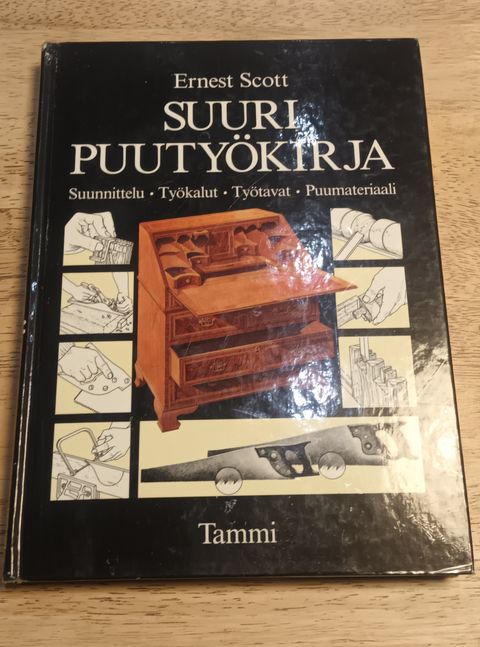 Ernest Scott
SUURI
PUUTYÖKIRJA
Suunnittelu • Työkalut • Työtavat • Puumateriaali
Tammi